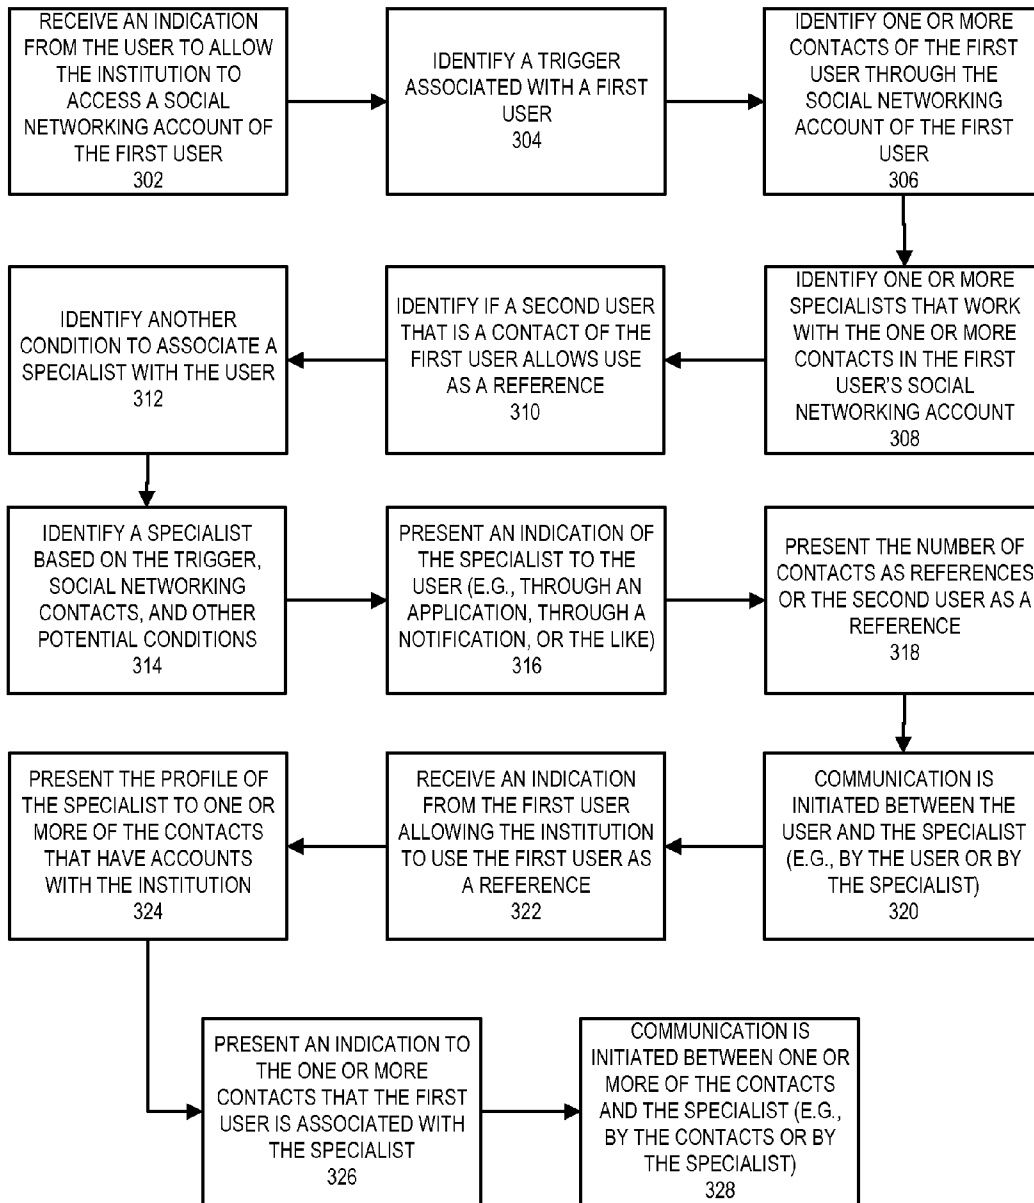 RECEIVE AN INDICATION
FROM THE USER TO ALLOW
THE INSTITUTION TO
ACCESS A SOCIAL
NETWORKING ACCOUNT OF
THE FIRST USER
302
IDENTIFY A TRIGGER
ASSOCIATED WITH A FIRST
USER
304
IDENTIFY ONE OR MORE
CONTACTS OF THE FIRST
USER THROUGH THE
SOCIAL NETWORKING
ACCOUNT OF THE FIRST
USER
306
IDENTIFY ONE OR MORE
SPECIALISTS THAT WORK
WITH THE ONE OR MORE
CONTACTS IN THE FIRST
USER'S SOCIAL
NETWORKING ACCOUNT
308
IDENTIFY IF A SECOND USER
THAT IS A CONTACT OF THE
FIRST USER ALLOWS USE
AS A REFERENCE
310
IDENTIFY ANOTHER
CONDITION TO ASSOCIATE A
SPECIALIST WITH THE USER
312
IDENTIFY A SPECIALIST
BASED ON THE TRIGGER,
SOCIAL NETWORKING
CONTACTS, AND OTHER
POTENTIAL CONDITIONS
314
PRESENT AN INDICATION OF
THE SPECIALIST TO THE
USER (E.G., THROUGH AN
APPLICATION, THROUGH A
NOTIFICATION, OR THE LIKE)
316
PRESENT THE NUMBER OF
CONTACTS AS REFERENCES
OR THE SECOND USER AS A
REFERENCE
318
COMMUNICATION IS
INITIATED BETWEEN THE
USER AND THE SPECIALIST
(E.G., BY THE USER OR BY
THE SPECIALIST)
320
RECEIVE AN INDICATION
FROM THE FIRST USER
ALLOWING THE INSTITUTION
TO USE THE FIRST USER AS
A REFERENCE
322
PRESENT THE PROFILE OF
THE SPECIALIST TO ONE OR
MORE OF THE CONTACTS
THAT HAVE ACCOUNTS
WITH THE INSTITUTION
324
PRESENT AN INDICATION TO
THE ONE OR MORE
CONTACTS THAT THE FIRST
USER IS ASSOCIATED WITH
THE SPECIALIST
326
COMMUNICATION IS
INITIATED BETWEEN ONE OR
MORE OF THE CONTACTS
AND THE SPECIALIST (E.G.,
BY THE CONTACTS OR BY
THE SPECIALIST)
328